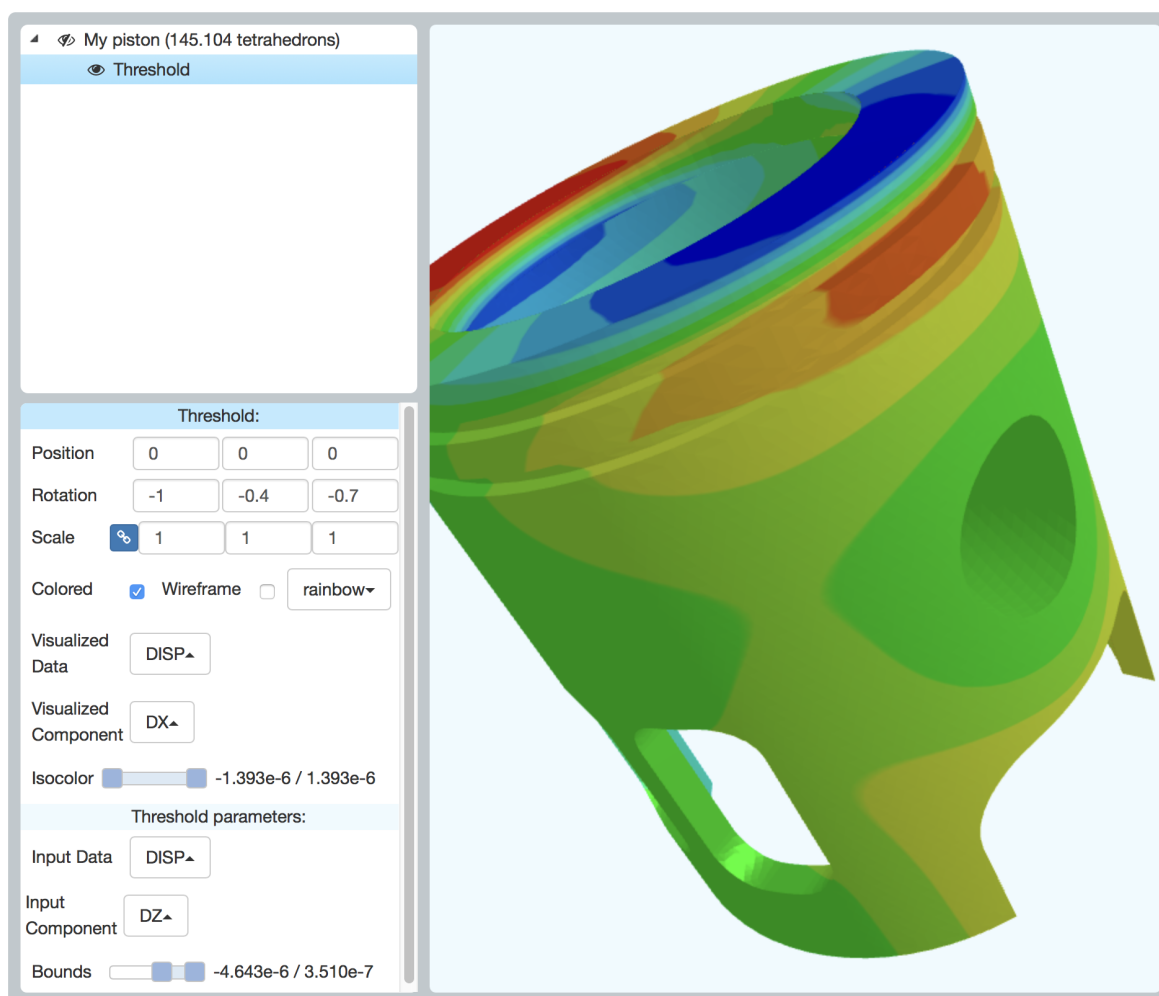 My piston (145.104 tetrahedrons)
Threshold
Threshold:
Position 0 0 0
Rotation -1 -0.4 -0.7
Scale 1 1 1
Colored Wireframe rainbow
Visualized
Data DISP
Visualized
Component DX
Isocolor -1.393e-6 / 1.393e-6
Threshold parameters:
Input Data DISP
Input
Component DZ
Bounds -4.643e-6 / 3.510e-7